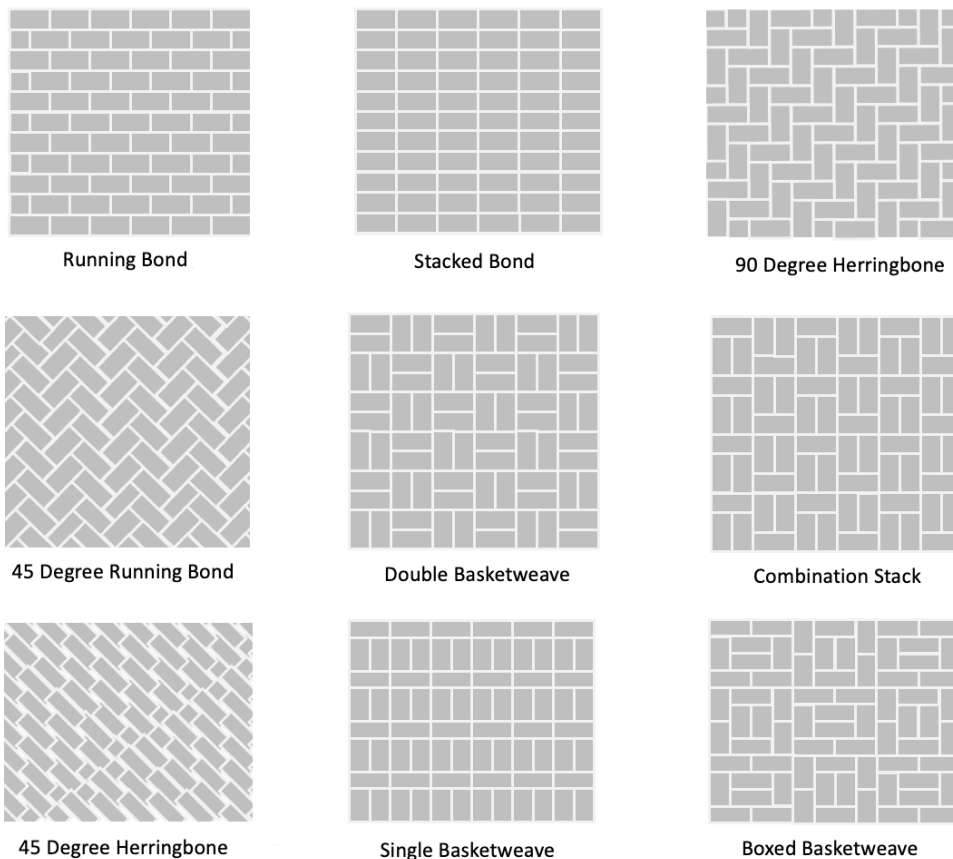 Running Bond
Stacked Bond
90 Degree Herringbone
45 Degree Running Bond
Double Basketweave
Combination Stack
45 Degree Herringbone
Single Basketweave
Boxed Basketweave